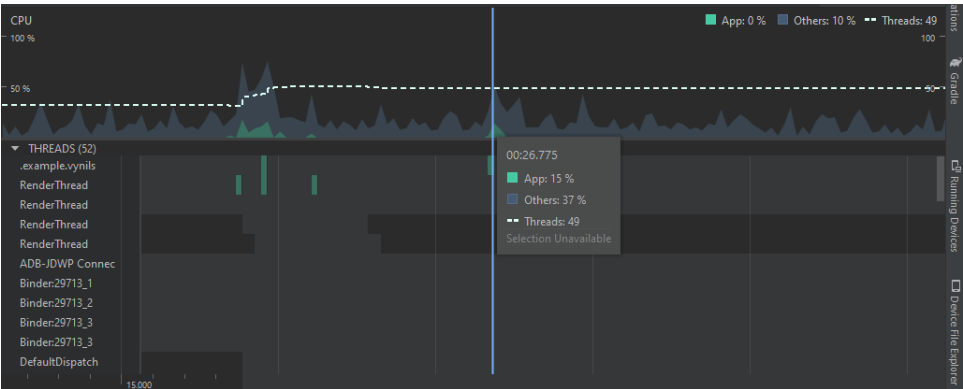 CPU
App: 0 % Others: 10 % Threads: 49
100 %
100
50 %
50
THREADS (52)
.example.vynils
RenderThread
RenderThread
RenderThread
RenderThread
ADB-JDWP Connec
Binder:29713_1
Binder:29713_2
Binder:29713_3
Binder:29713_3
DefaultDispatch
15.000
00:26.775
App: 15 %
Others: 37 %
Threads: 49
Selection Unavailable
ations
Gradle
Running Devices
Device File Explorer